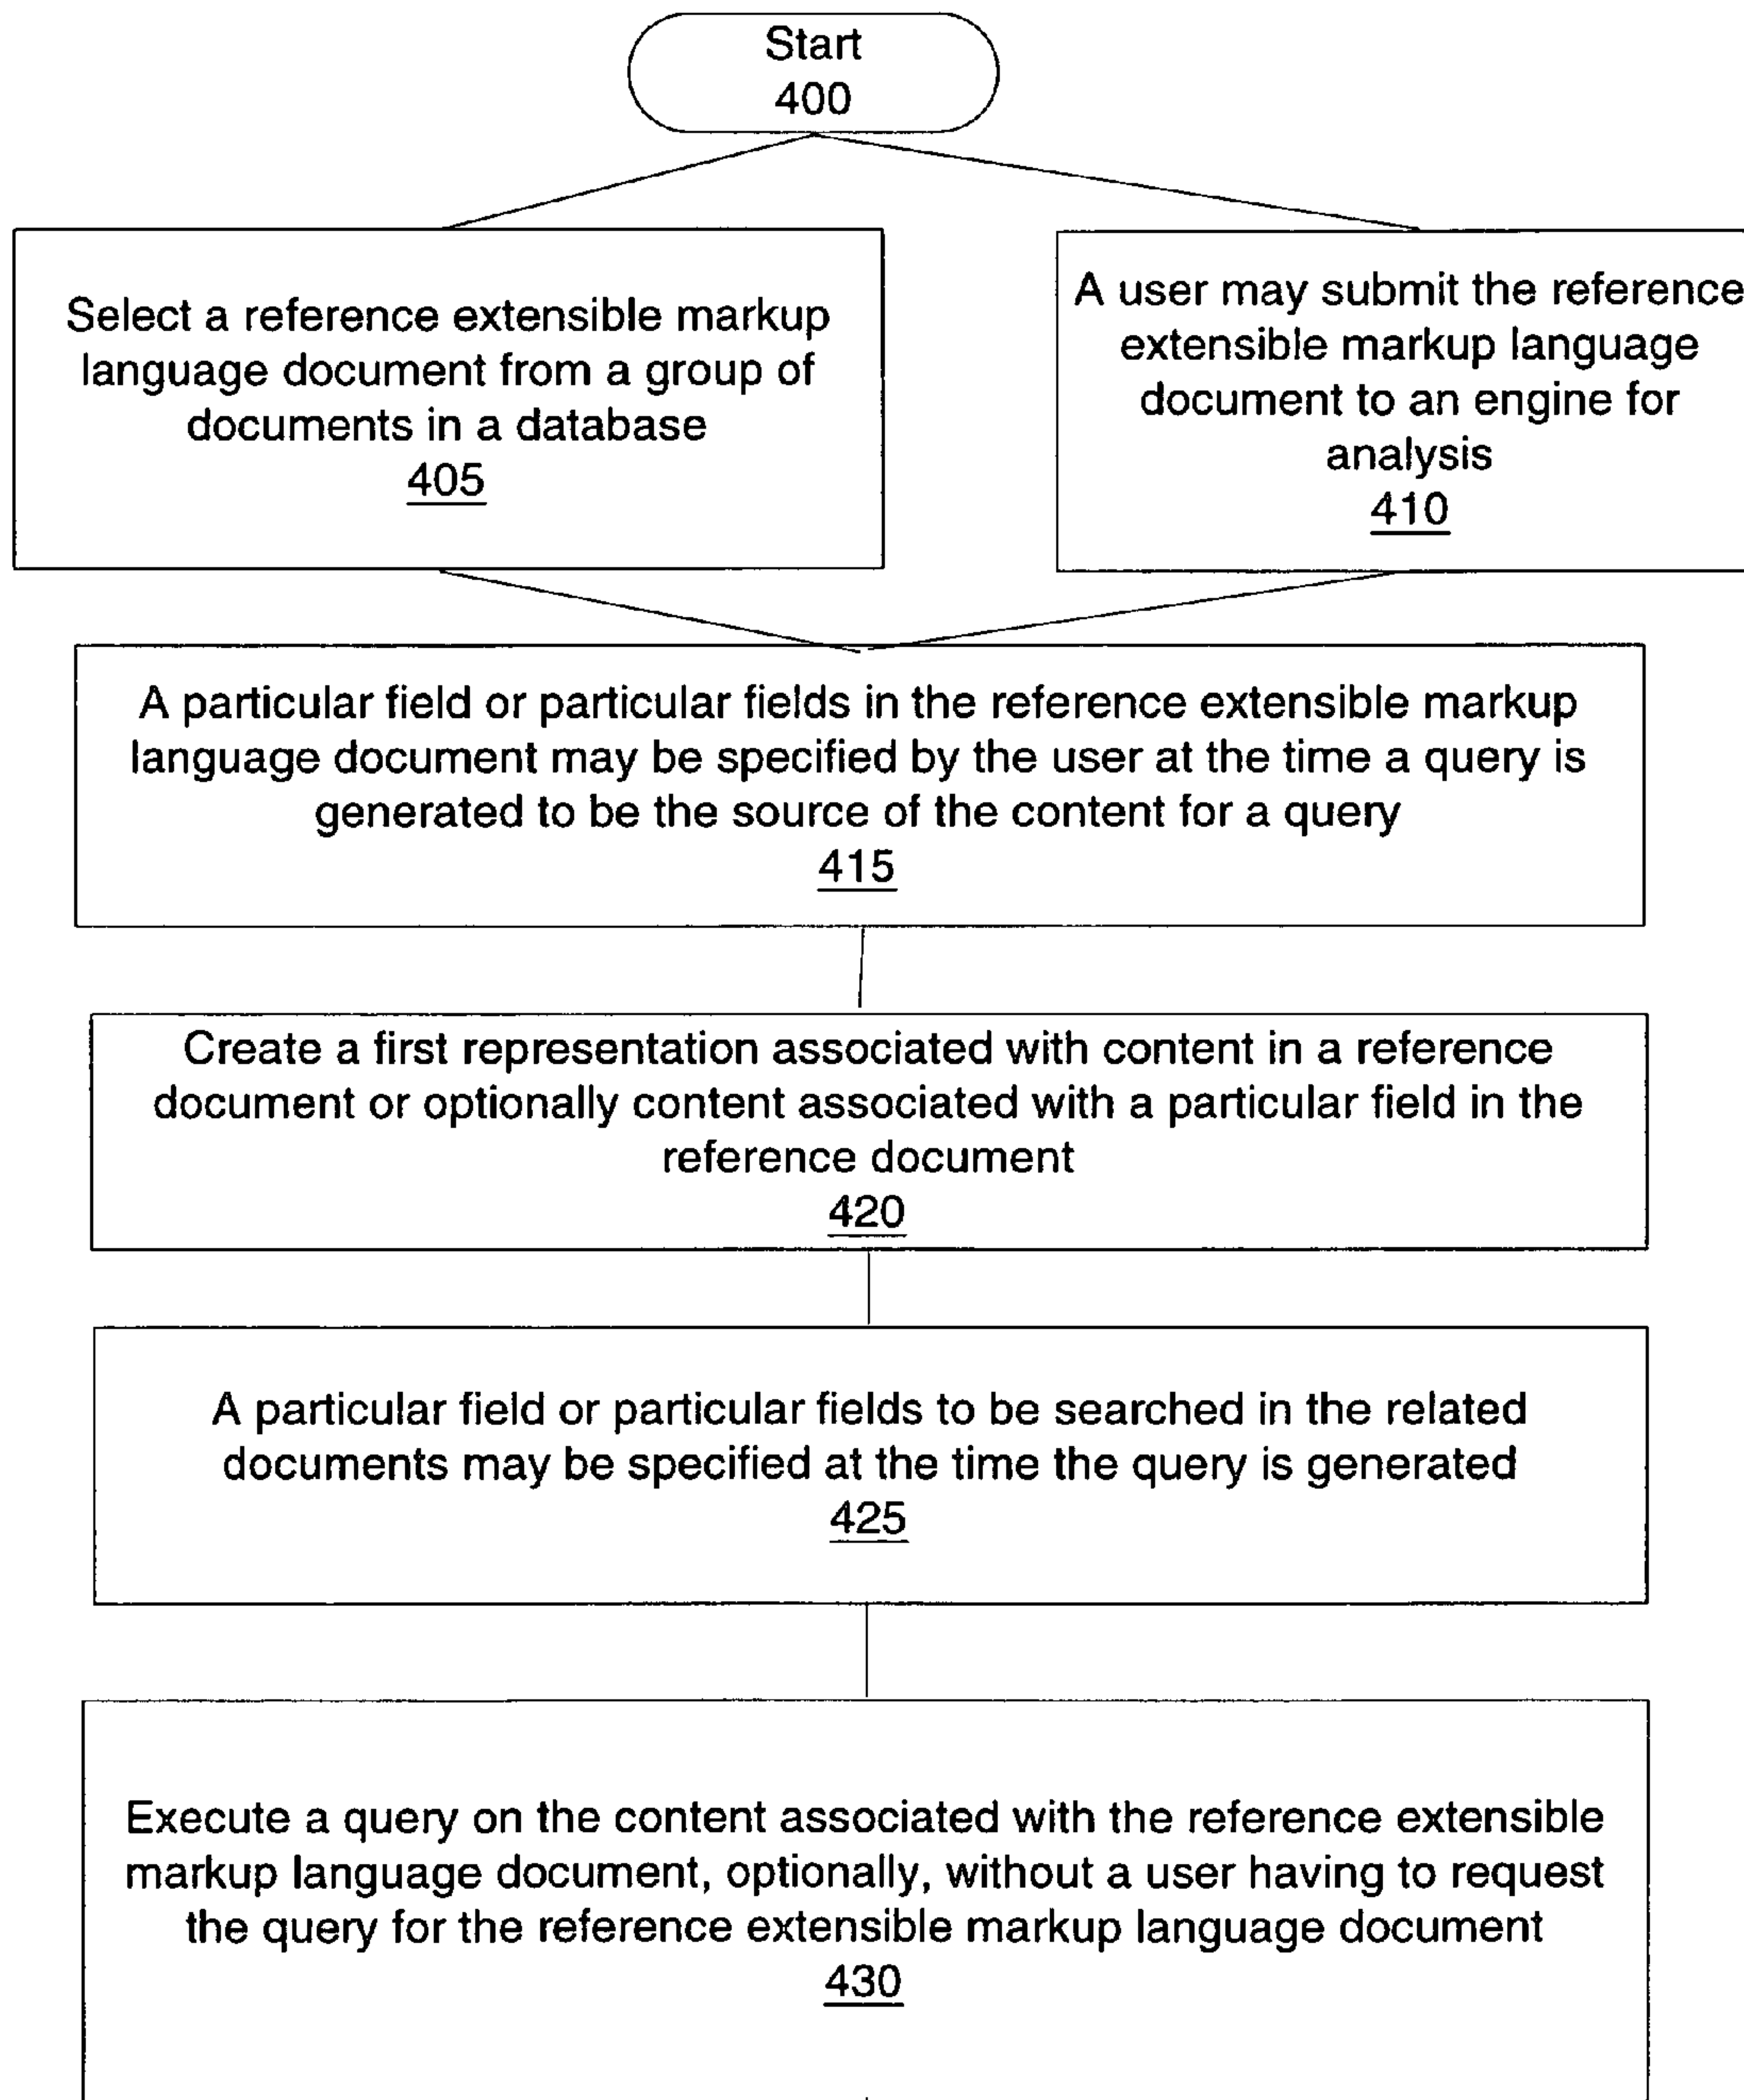 Start
400
Select a reference extensible markup
language document from a group of
documents in a database
405
A user may submit the reference
extensible markup language
document to an engine for
analysis
410
A particular field or particular fields in the reference extensible markup
language document may be specified by the user at the time a query is
generated to be the source of the content for a query
415
Create a first representation associated with content in a reference
document or optionally content associated with a particular field in the
reference document
420
A particular field or particular fields to be searched in the related
documents may be specified at the time the query is generated
425
Execute a query on the content associated with the reference extensible
markup language document, optionally, without a user having to request
the query for the reference extensible markup language document
430